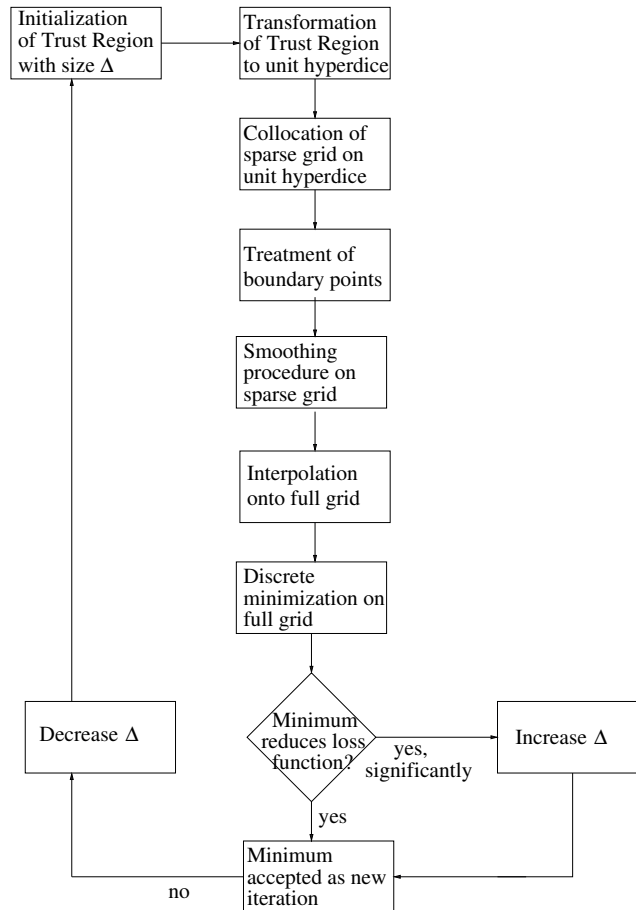 Initialization
of Trust Region
with size Δ
Transformation
of Trust Region
to unit hyperdice
Collocation of
sparse grid on
unit hyperdice
Treatment of
boundary points
Smoothing
procedure on
sparse grid
Interpolation
onto full grid
Discrete
minimization on
full grid
Minimum
reduces loss
function?
yes,
significantly
Increase Δ
Decrease Δ
yes
Minimum
accepted as new
iteration
no